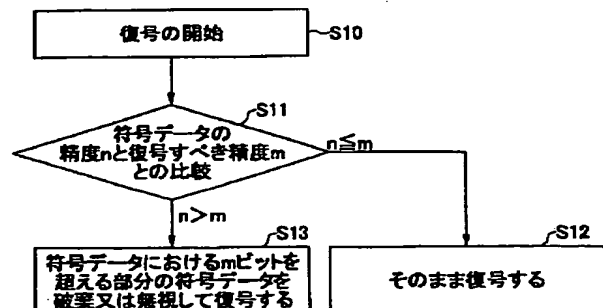 復号の開始
S10
S11
符号データの
精度nと復号すべき精度m
との比較
n≦m
n>m
S13
符号データにおけるmビットを
超える部分の符号データを
破棄又は無視して復号する
S12
そのまま復号する